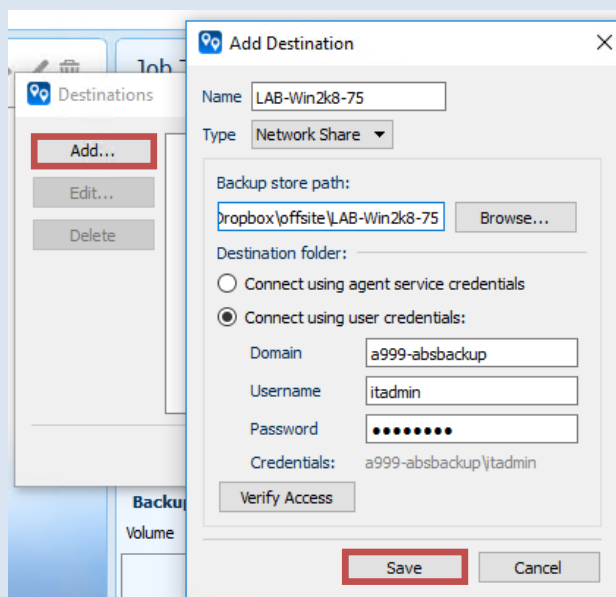 Job
Destinations
Add...
Edit...
Delete
Backup
Volume
Add Destination
Name LAB-Win2k8-75
Type Network Share
Backup store path:
Dropbox\offsite\LAB-Win2k8-75 Browse...
Destination folder:
Connect using agent service credentials
Connect using user credentials:
Domain a999-absbackup
Username itadmin
Password ●●●●●●●●
Credentials: a999-absbackup\itadmin
Verify Access
Save Cancel